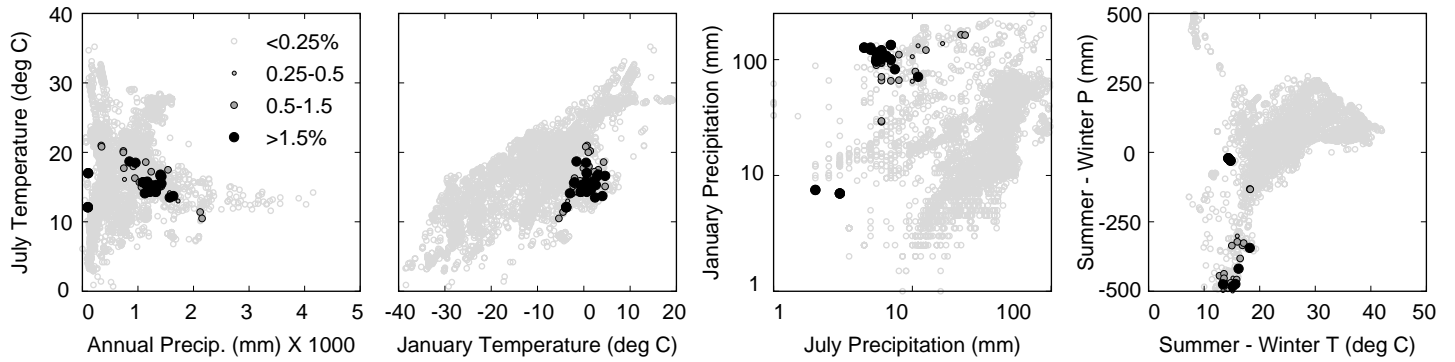 40
30
20
10
0
July Temperature (deg C)
<0.25%
0.25-0.5
0.5-1.5
>1.5%
0 1 2 3 4 5
Annual Precip. (mm) X 1000
-40 -30 -20 -10 0 10 20
January Temperature (deg C)
100
10
1
January Precipitation (mm)
1 10 100
July Precipitation (mm)
500
250
0
-250
-500
Summer - Winter P (mm)
0 10 20 30 40 50
Summer - Winter T (deg C)